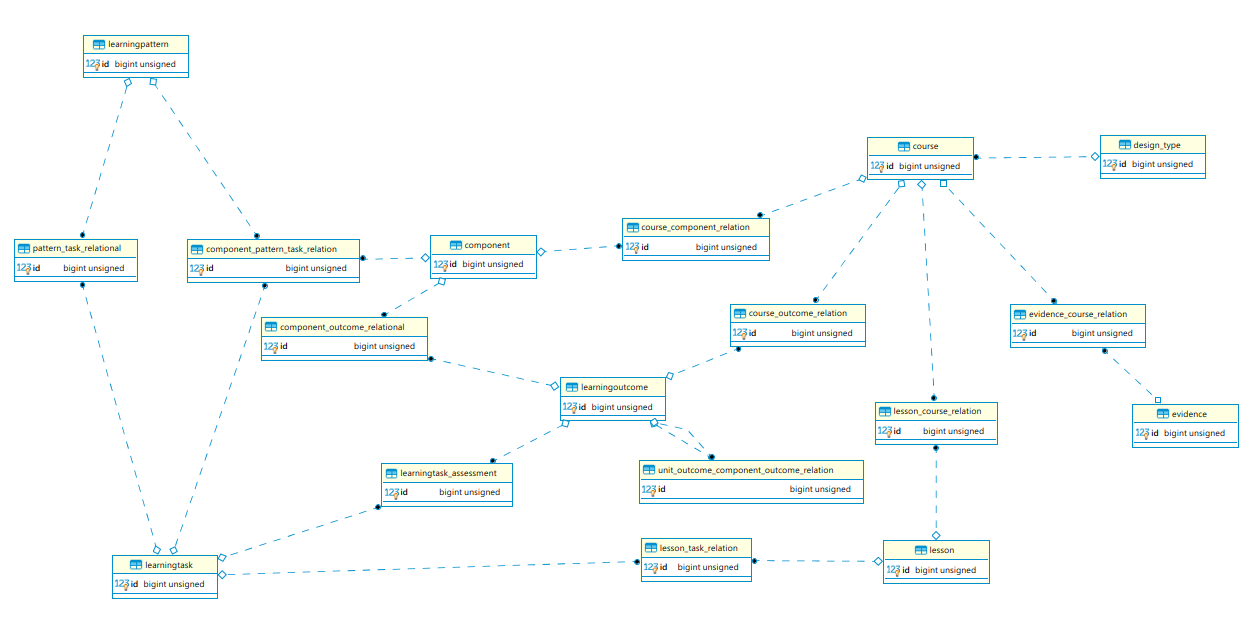 learningpattern
123 id bigint unsigned
course
123 id bigint unsigned
design_type
123 id bigint unsigned
course_component_relation
123 id bigint unsigned
pattern_task_relational
123 id bigint unsigned
component_pattern_task_relation
123 id bigint unsigned
component
123 id bigint unsigned
component_outcome_relational
123 id bigint unsigned
course_outcome_relation
123 id bigint unsigned
evidence_course_relation
123 id bigint unsigned
learningoutcome
123 id bigint unsigned
lesson_course_relation
123 id bigint unsigned
evidence
123 id bigint unsigned
learningtask_assessment
123 id bigint unsigned
unit_outcome_component_outcome_relation
123 id bigint unsigned
learningtask
123 id bigint unsigned
lesson_task_relation
123 id bigint unsigned
lesson
123 id bigint unsigned